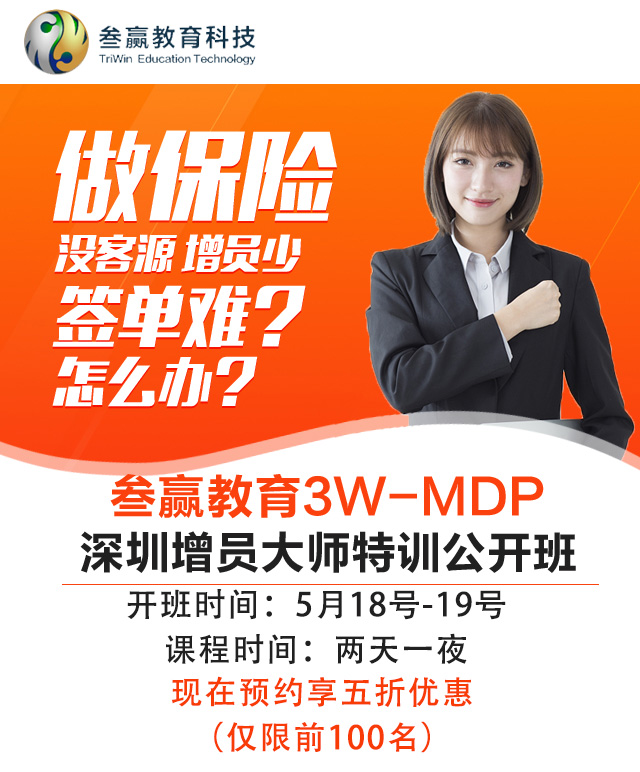 叁赢教育科技
TriWin Education Technology
做保险
没客源 增员少
签单难?
怎么办?
叁赢教育3W-MDP
深圳增员大师特训公开班
开班时间：5月18号-19号
课程时间：两天一夜
现在预约享五折优惠
（仅限前100名）